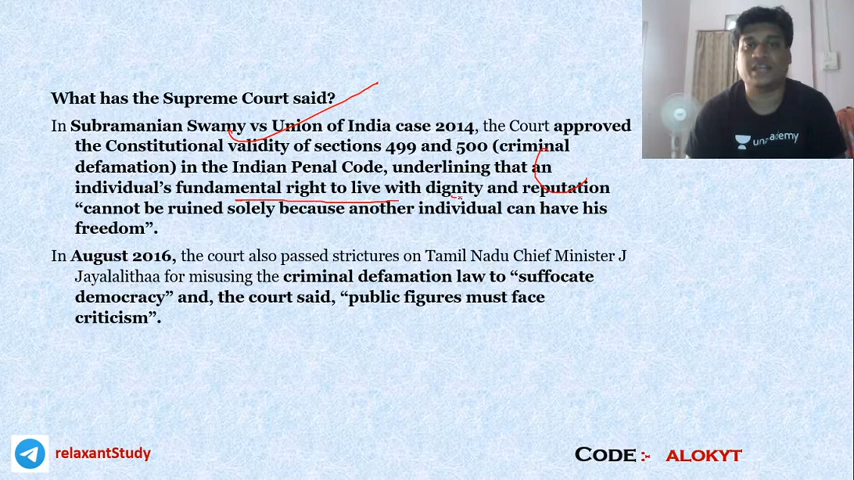 What has the Supreme Court said?
In Subramanian Swamy vs Union of India case 2014, the Court approved
the Constitutional validity of sections 499 and 500 (criminal
defamation) in the Indian Penal Code, underlining that an
individual's fundamental right to live with dignity and reputation
“cannot be ruined solely because another individual can have his
freedom”.
In August 2016, the court also passed strictures on Tamil Nadu Chief Minister J
Jayalalithaa for misusing the criminal defamation law to “suffocate
democracy” and, the court said, “public figures must face
criticism”.
unacademy
relaxantStudy
CODE :- ALOKYT